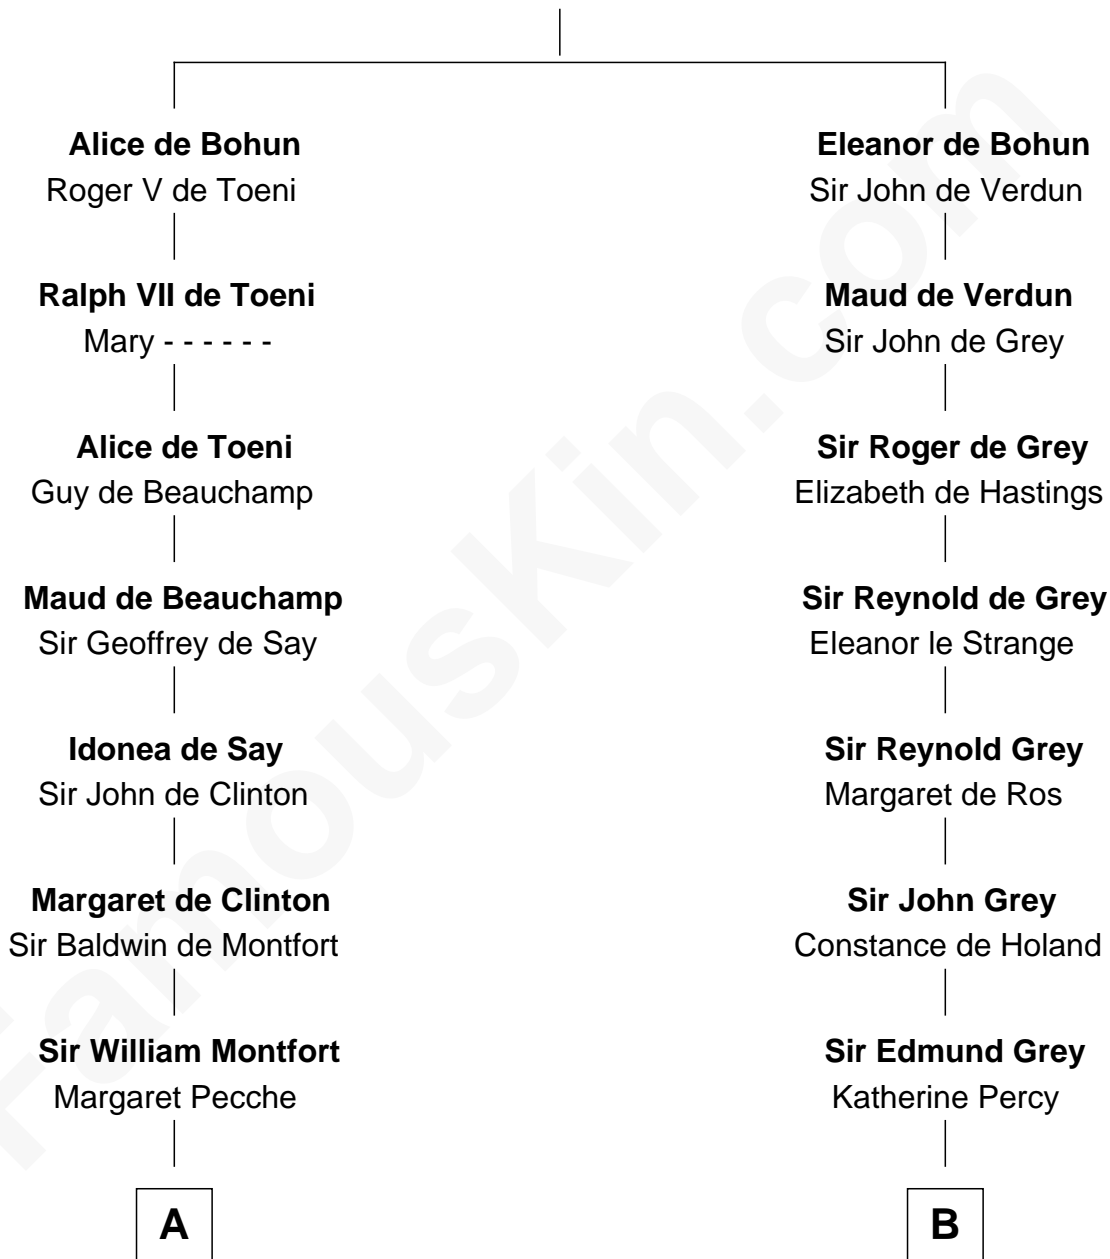 Alice de Bohun
Roger V de Toeni
Ralph VII de Toeni
Mary - - - - - -
Alice de Toeni
Guy de Beauchamp
Maud de Beauchamp
Sir Geoffrey de Say
Idonea de Say
Sir John de Clinton
Margaret de Clinton
Sir Baldwin de Montfort
Sir William Montfort
Margaret Pecche
A
Eleanor de Bohun
Sir John de Verdun
Maud de Verdun
Sir John de Grey
Sir Roger de Grey
Elizabeth de Hastings
Sir Reynold de Grey
Eleanor le Strange
Sir Reynold Grey
Margaret de Ros
Sir John Grey
Constance de Holand
Sir Edmund Grey
Katherine Percy
B
FamousKin.com